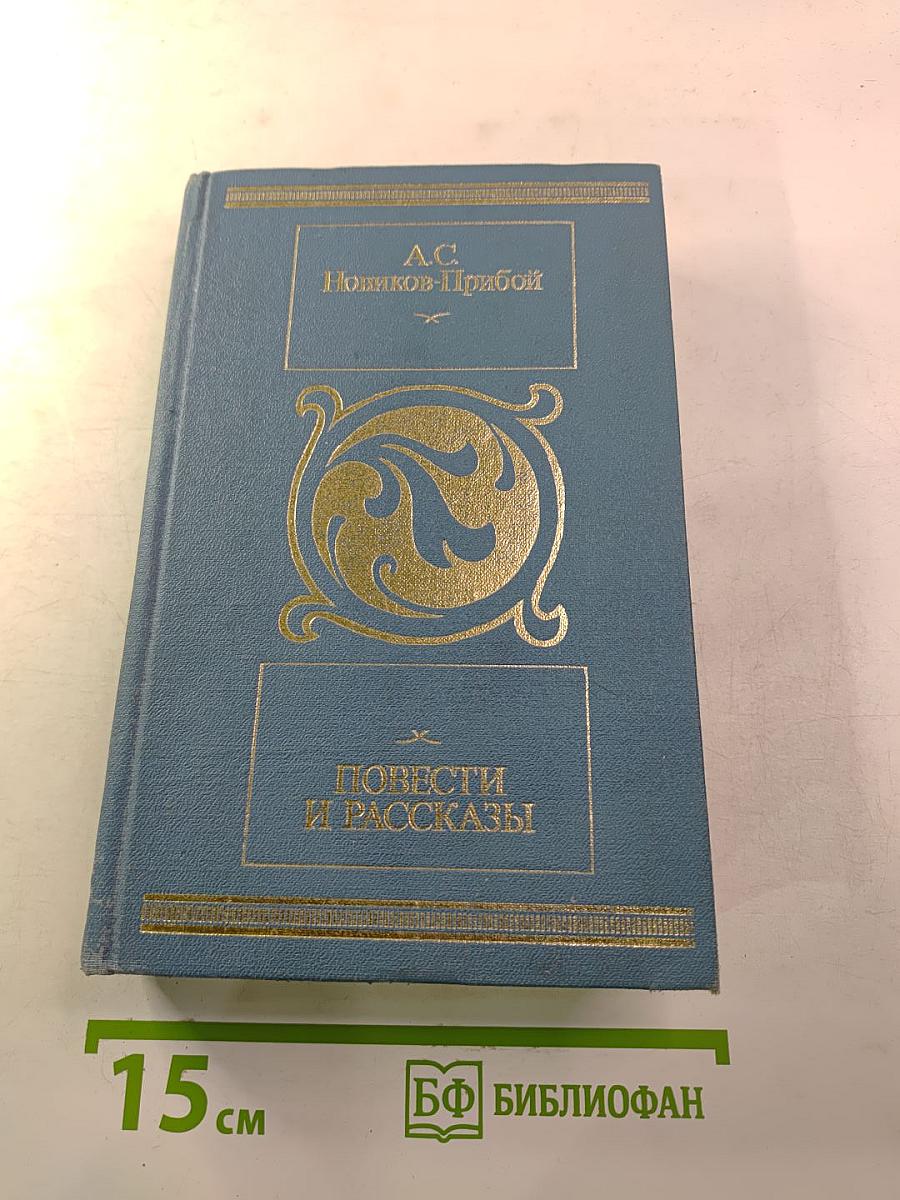 А.С.
Новиков-Прибой
ПОВЕСТИ
И РАССКАЗЫ
15 см
БФ БИБЛИОФАН